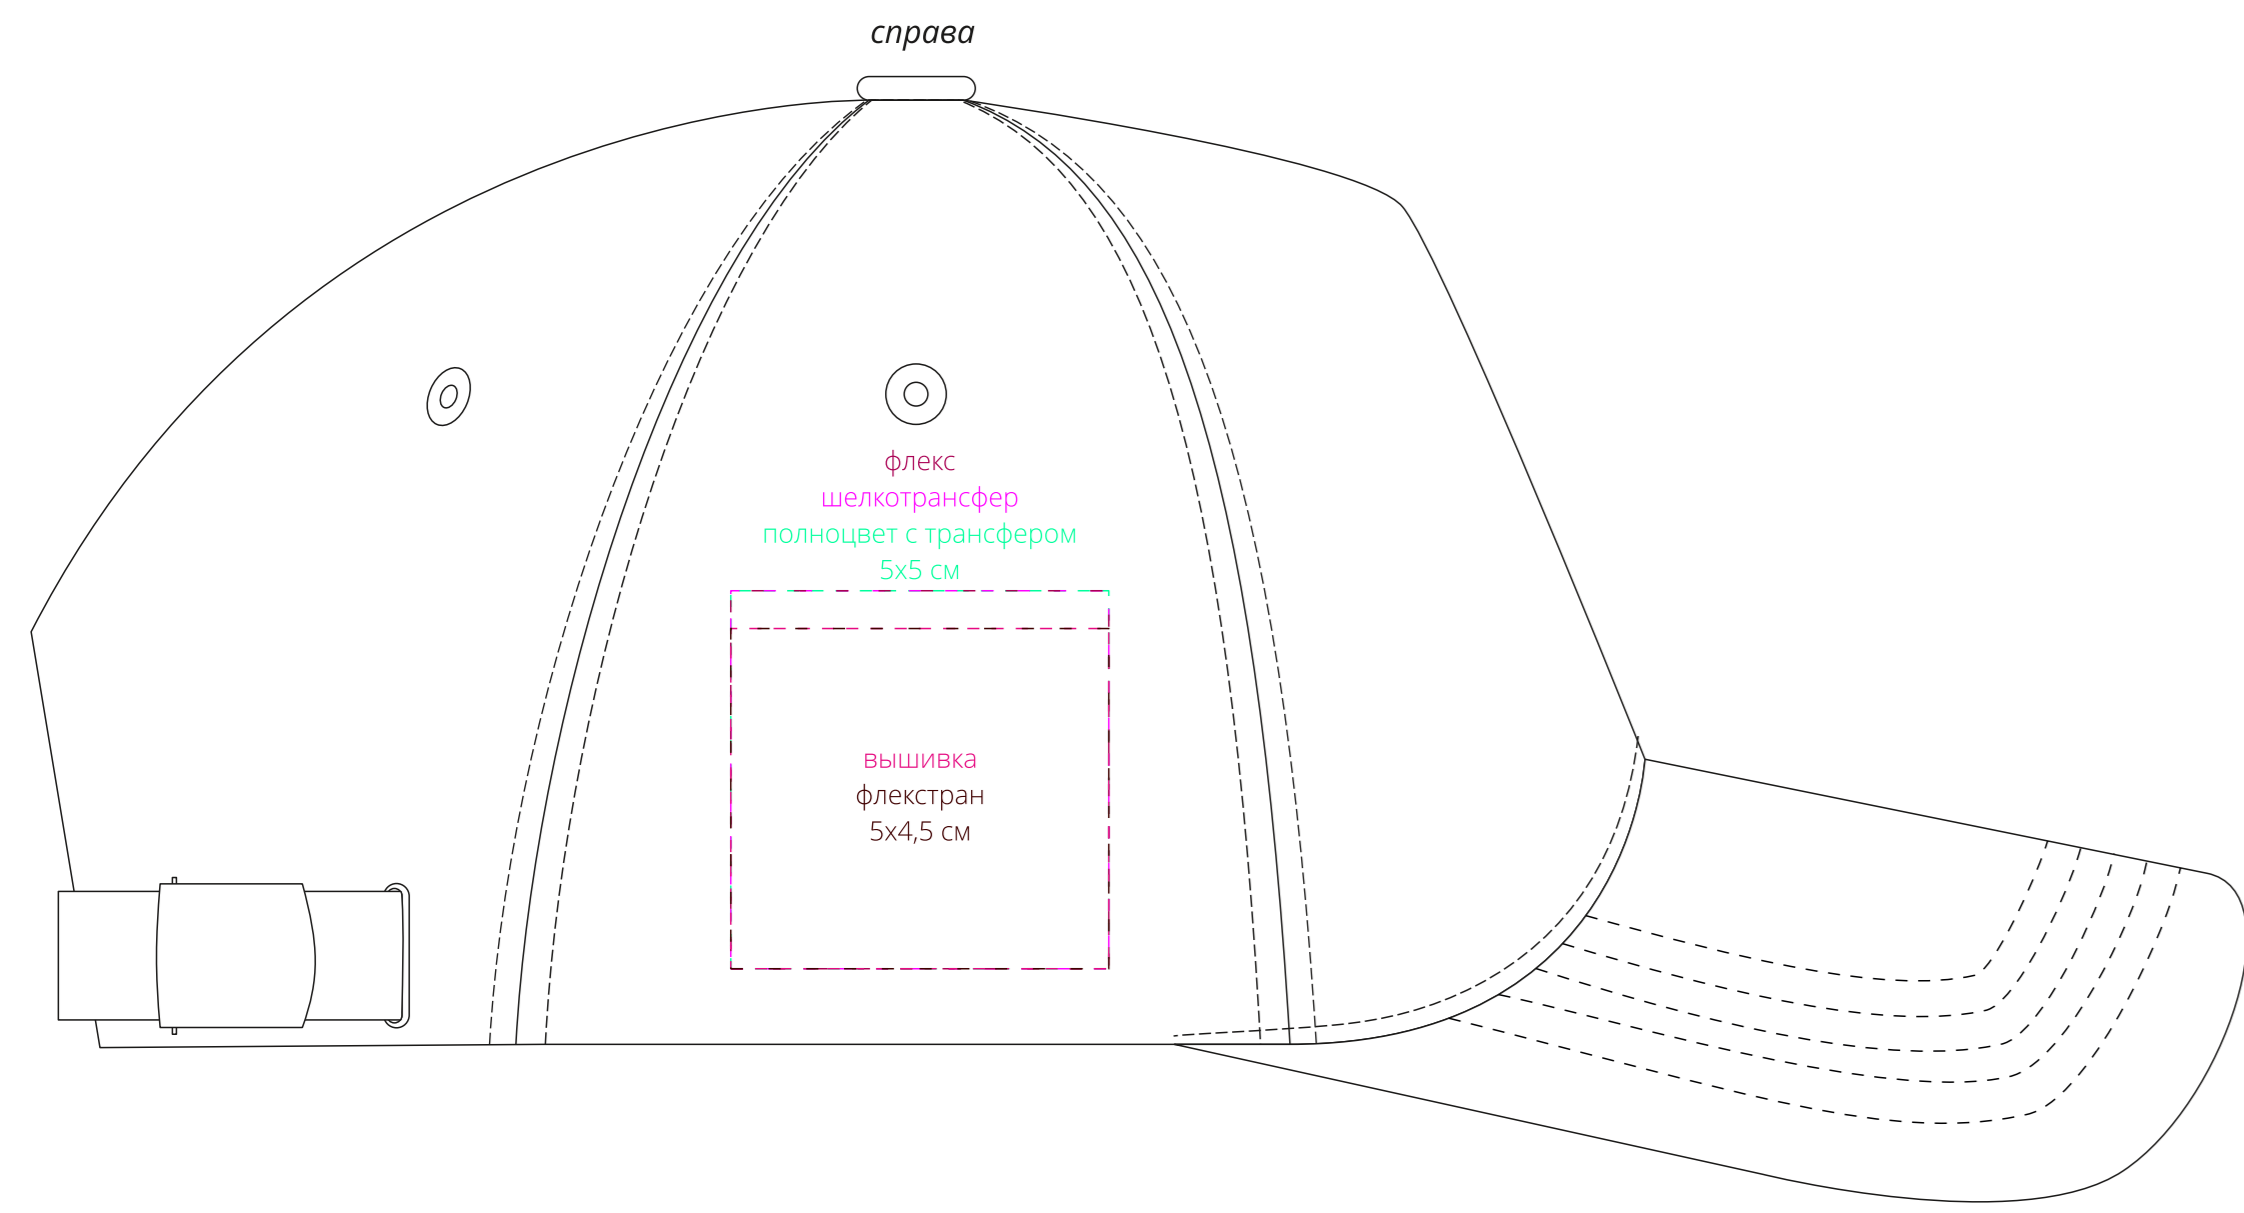 справа
флекс
шелкотрансфер
полноцвет с трансфером
5х5 см
вышивка
флекстран
5х4,5 см